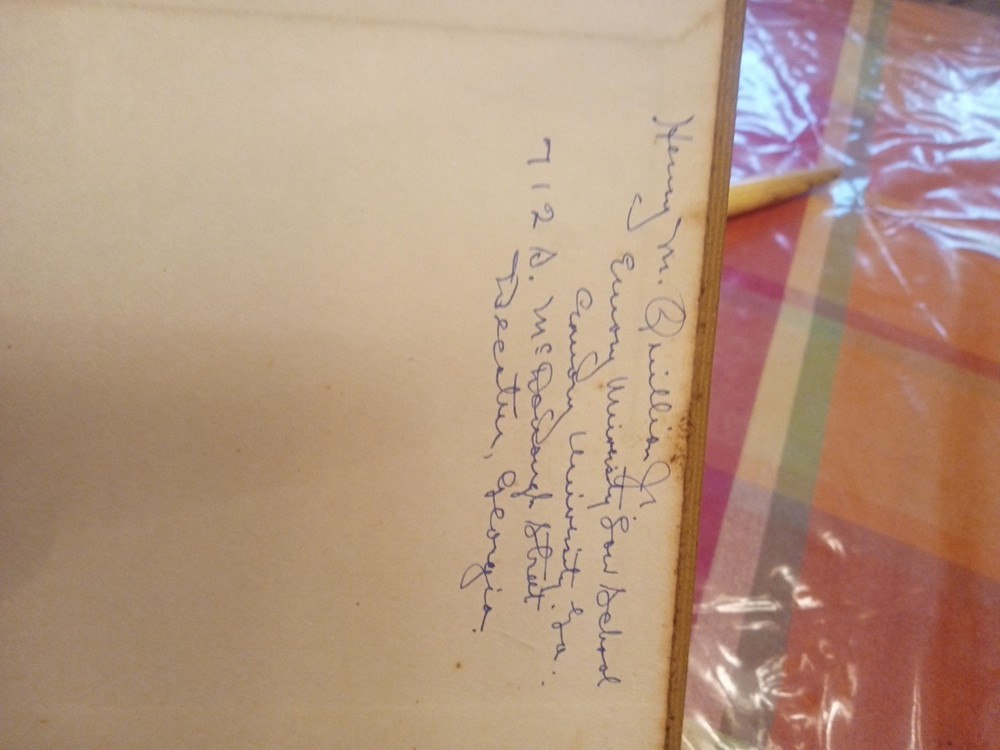 Henry M. Quillian Jr.
Emory University Law School
Emory University, Ga.
712 S. McDonough Street
Decatur, Georgia.